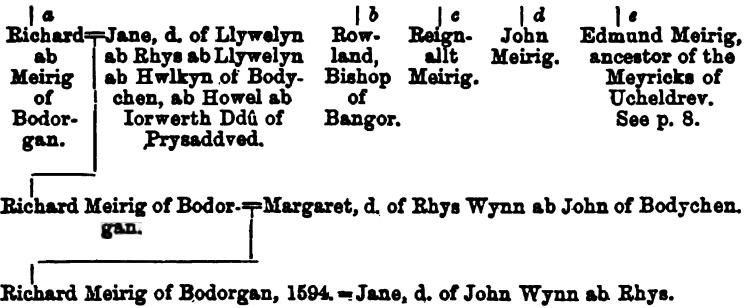 a b c d e
Richard=Jane, d. of Llywelyn
ab
Meirig
of
Bodor-
gan.
ab Rhys ab Llywelyn
ab Hwlkyn of Body-
chen, ab Howel ab
Iorwerth Ddû of
Prysaddved.
Row-
land,
Bishop
of
Bangor.
Reign-
allt
Meirig.
John
Meirig.
Edmund Meirig,
ancestor of the
Meyricks of
Ucheldrev.
See p. 8.
Richard Meirig of Bodor-=Margaret, d. of Rhys Wynn ab John of Bodychen.
gan.
Richard Meirig of Bodorgan, 1594.=Jane, d. of John Wynn ab Rhys.